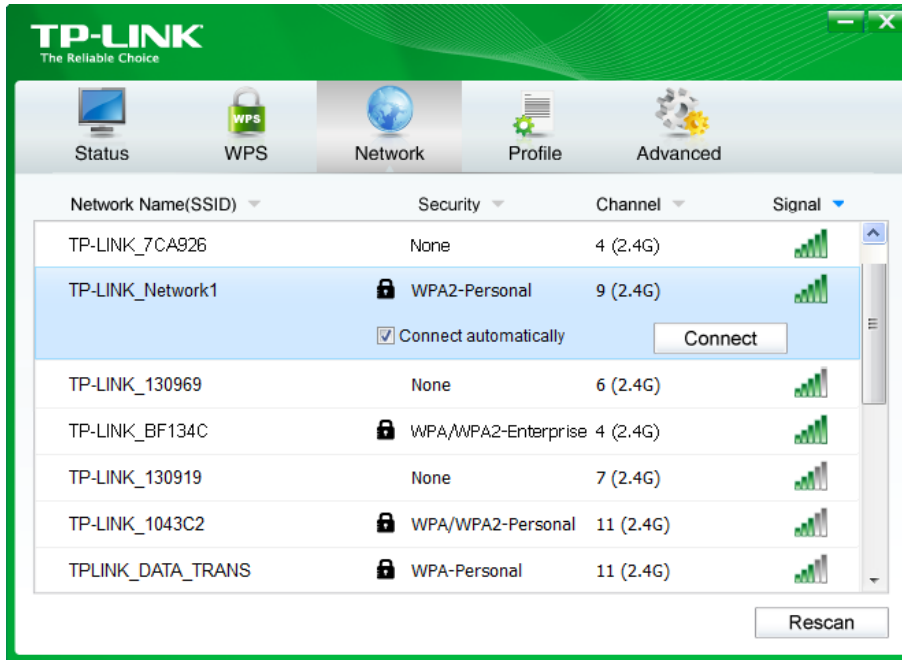 TP-LINK
The Reliable Choice
WPS
Status WPS Network Profile Advanced
Network Name(SSID) Security Channel Signal
TP-LINK_7CA926 None 4 (2.4G)
TP-LINK_Network1 WPA2-Personal 9 (2.4G)
Connect automatically Connect
TP-LINK_130969 None 6 (2.4G)
TP-LINK_BF134C WPA/WPA2-Enterprise 4 (2.4G)
TP-LINK_130919 None 7 (2.4G)
TP-LINK_1043C2 WPA/WPA2-Personal 11 (2.4G)
TPLINK_DATA_TRANS WPA-Personal 11 (2.4G)
Rescan